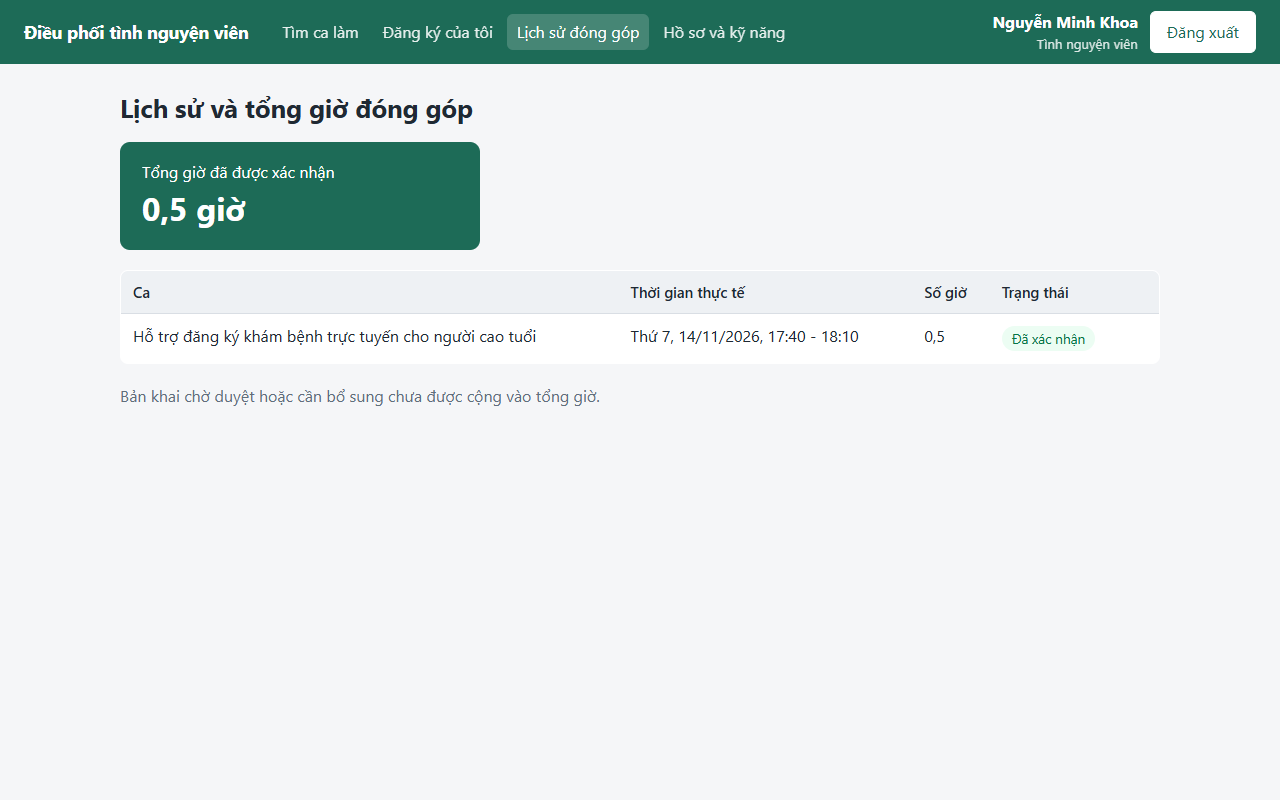 Điều phối tình nguyện viên
Tìm ca làm
Đăng ký của tôi
Lịch sử đóng góp
Hồ sơ và kỹ năng
Nguyễn Minh Khoa
Tình nguyện viên
Đăng xuất
Lịch sử và tổng giờ đóng góp
Tổng giờ đã được xác nhận
0,5 giờ
Ca Thời gian thực tế Số giờ Trạng thái
Hỗ trợ đăng ký khám bệnh trực tuyến cho người cao tuổi Thứ 7, 14/11/2026, 17:40 - 18:10 0,5 Đã xác nhận
Bản khai chờ duyệt hoặc cần bổ sung chưa được cộng vào tổng giờ.